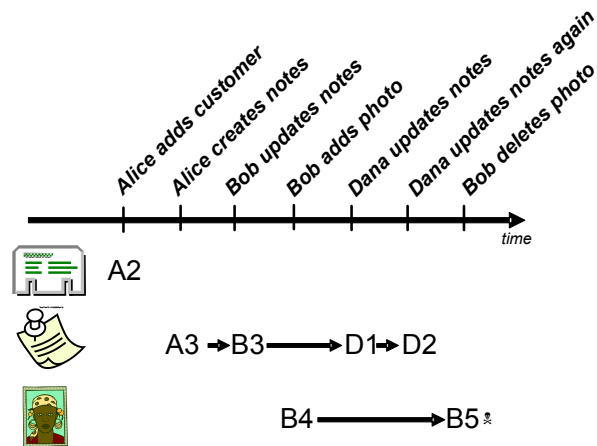 Alice adds customer
Alice creates notes
Bob updates notes
Bob adds photo
Dana updates notes
Dana updates notes again
Bob deletes photo
time
A2
A3 B3 D1 D2
B4 B5